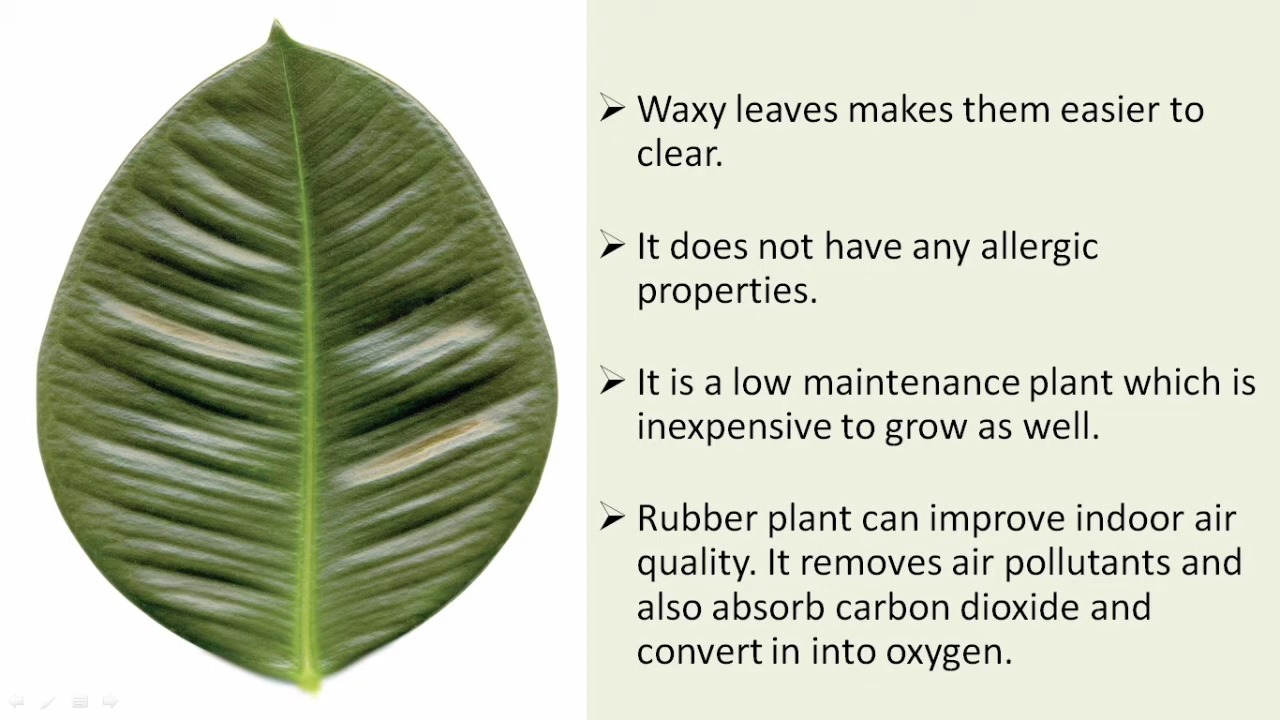 Waxy leaves makes them easier to
clear.
It does not have any allergic
properties.
It is a low maintenance plant which is
inexpensive to grow as well.
Rubber plant can improve indoor air
quality. It removes air pollutants and
also absorb carbon dioxide and
convert in into oxygen.